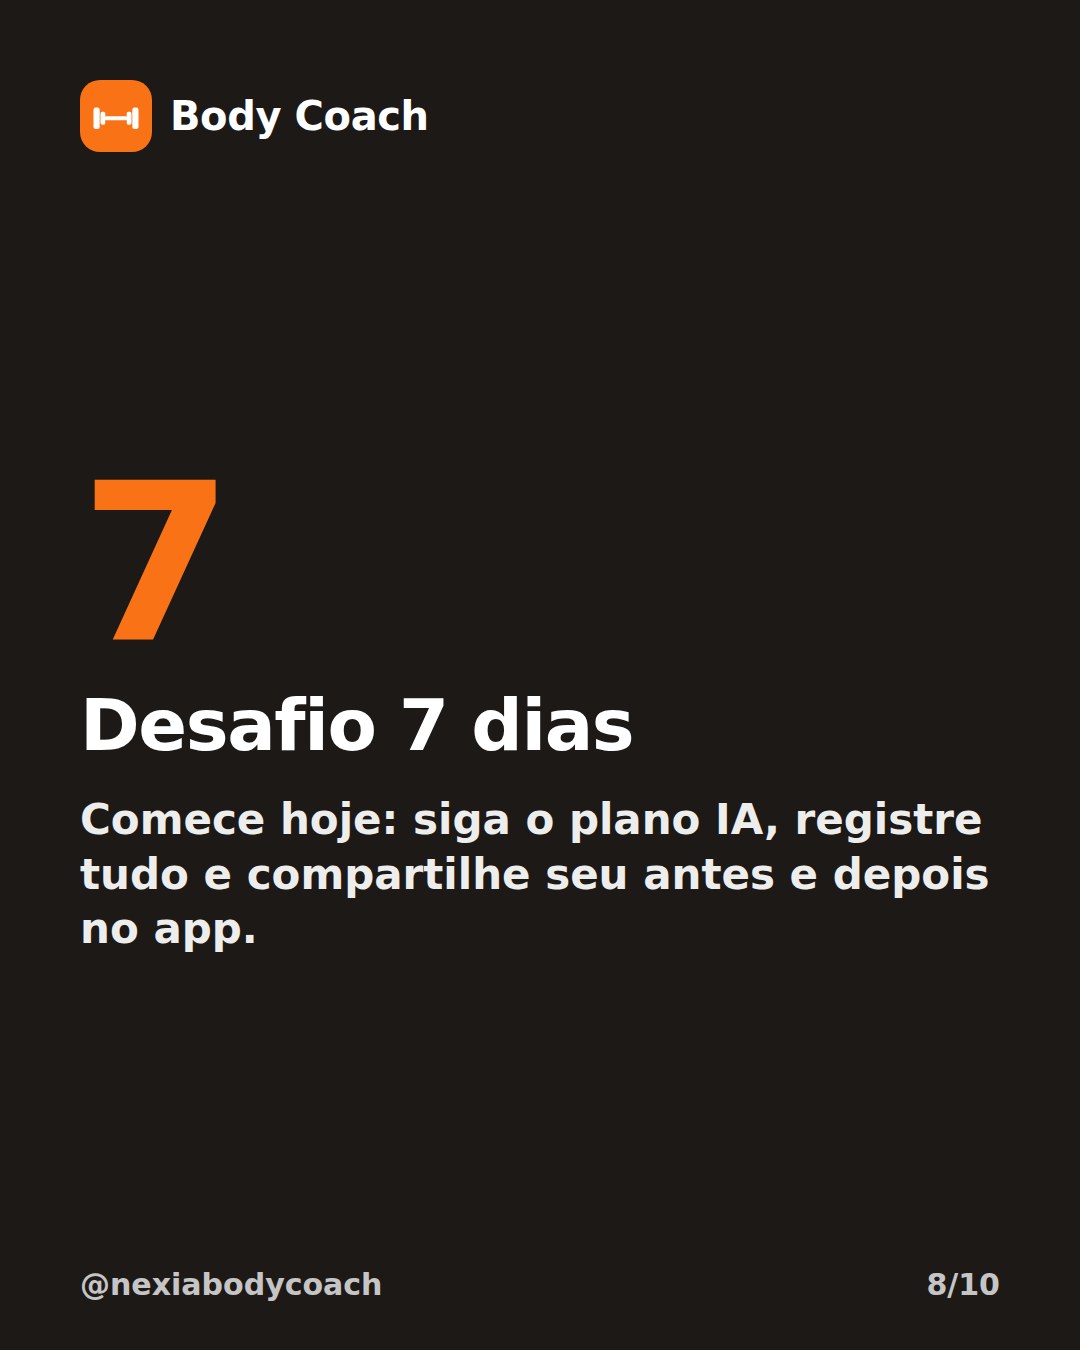 Body Coach
7
Desafio 7 dias
Comece hoje: siga o plano IA, registre
tudo e compartilhe seu antes e depois
no app.
@nexiabodycoach
8/10